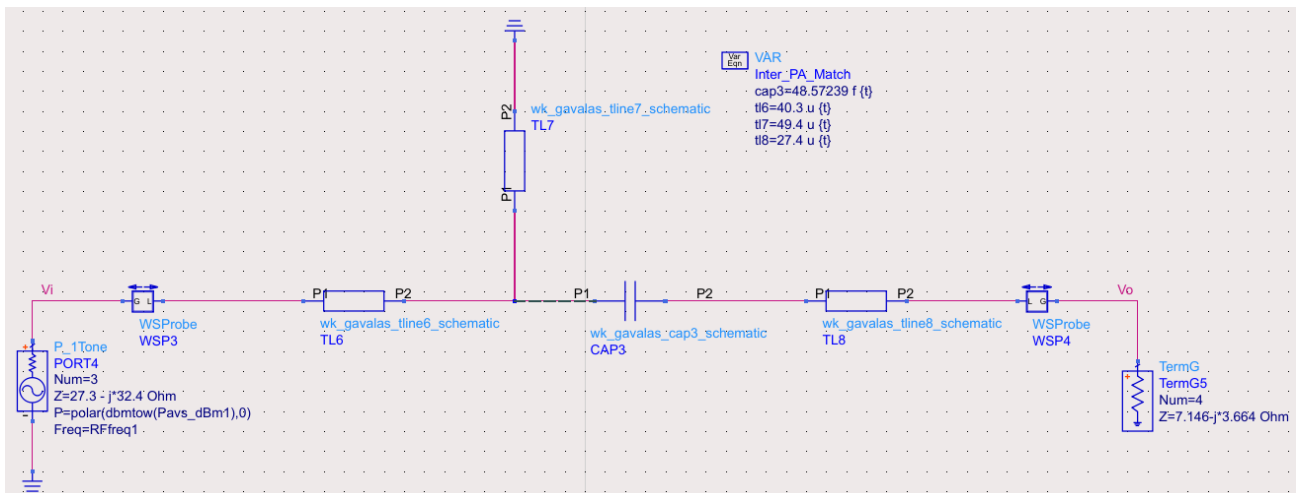 Var
Eqn
VAR
Inter_PA_Match
cap3=48.57239 f {t}
tl6=40.3 u {t}
tl7=49.4 u {t}
tl8=27.4 u {t}
P2
wk_gavalas_tline7_schematic
TL7
P1
Vi
G L
WSProbe
WSP3
P1
P2
wk_gavalas_tline6_schematic
TL6
P1
P2
wk_gavalas_cap3_schematic
CAP3
P1
P2
wk_gavalas_tline8_schematic
TL8
L G
WSProbe
WSP4
Vo
+
P_1Tone
PORT4
Num=3
Z=27.3 - j*32.4 Ohm
P=polar(dbmtow(Pavs_dBm1),0)
Freq=RFfreq1
-
+
TermG
TermG5
Num=4
Z=7.146-j*3.664 Ohm